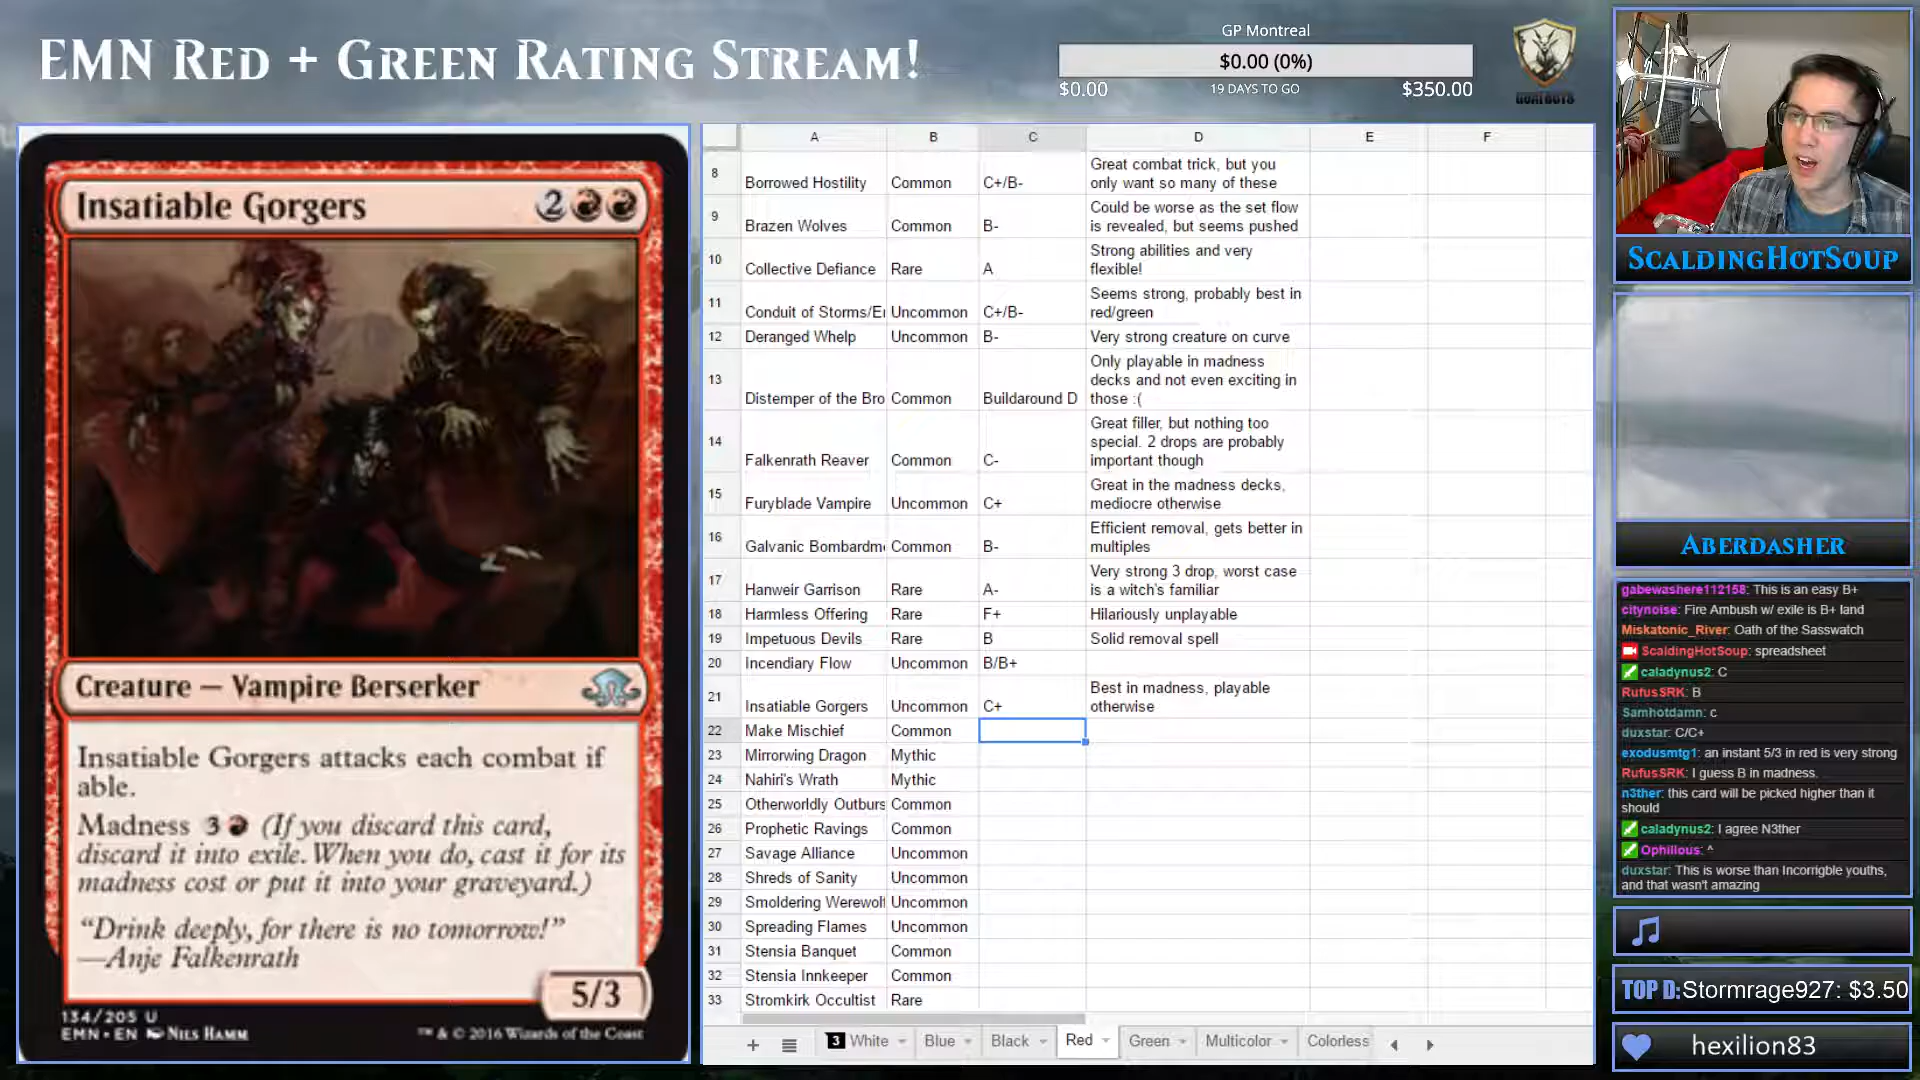 EMN Red + Green Rating Stream!
GP Montreal
$0.00 (0%)
$0.00
19 DAYS TO GO
$350.00
GOATBOTS
Insatiable Gorgers 2
Creature — Vampire Berserker
Insatiable Gorgers attacks each combat if
able.
Madness 3 (If you discard this card,
discard it into exile. When you do, cast it for its
madness cost or put it into your graveyard.)
“Drink deeply, for there is no tomorrow!”
—Anje Falkenrath
5/3
134/205 U
EMN • EN Nils Hamm
™ & © 2016 Wizards of the Coast
A B C D E F
8 Borrowed Hostility Common C+/B- Great combat trick, but you
only want so many of these
9 Brazen Wolves Common B- Could be worse as the set flow
is revealed, but seems pushed
10 Collective Defiance Rare A Strong abilities and very
flexible!
11 Conduit of Storms/E Uncommon C+/B- Seems strong, probably best in
red/green
12 Deranged Whelp Uncommon B- Very strong creature on curve
13 Distemper of the Bro Common Buildaround D Only playable in madness
decks and not even exciting in
those :(
14 Falkenrath Reaver Common C- Great filler, but nothing too
special. 2 drops are probably
important though
15 Furyblade Vampire Uncommon C+ Great in the madness decks,
mediocre otherwise
16 Galvanic Bombardm Common B- Efficient removal, gets better in
multiples
17 Hanweir Garrison Rare A- Very strong 3 drop, worst case
is a witch's familiar
18 Harmless Offering Rare F+ Hilariously unplayable
19 Impetuous Devils Rare B Solid removal spell
20 Incendiary Flow Uncommon B/B+
21 Insatiable Gorgers Uncommon C+ Best in madness, playable
otherwise
22 Make Mischief Common
23 Mirrorwing Dragon Mythic
24 Nahiri's Wrath Mythic
25 Otherworldly Outburs Common
26 Prophetic Ravings Common
27 Savage Alliance Uncommon
28 Shreds of Sanity Uncommon
29 Smoldering Werewol Uncommon
30 Spreading Flames Uncommon
31 Stensia Banquet Common
32 Stensia Innkeeper Common
33 Stromkirk Occultist Rare
+ 3 White Blue Black Red Green Multicolor Colorless
ScaldingHotSoup
Aberdasher
gabewashere112158: This is an easy B+
citynoise: Fire Ambush w/ exile is B+ land
Miskatonic_River: Oath of the Sasswatch
ScaldingHotSoup: spreadsheet
caladynus2: C
RufusSRK: B
Samhotdamn: c
duxstar: C/C+
exodusmtg1: an instant 5/3 in red is very strong
RufusSRK: I guess B in madness.
n3ther: this card will be picked higher than it
should
caladynus2: I agree N3ther
Ophilious: ^
duxstar: This is worse than Incorrigble youths,
and that wasn't amazing
TOP D: Stormrage927: $3.50
hexilion83